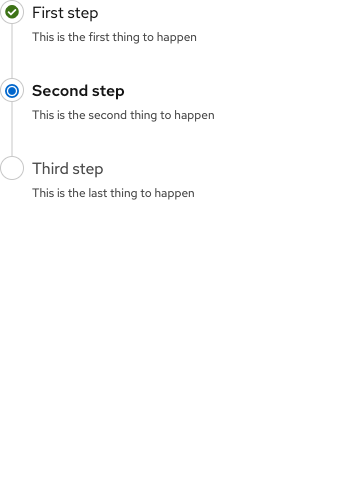 First step
This is the first thing to happen
Second step
This is the second thing to happen
Third step
This is the last thing to happen